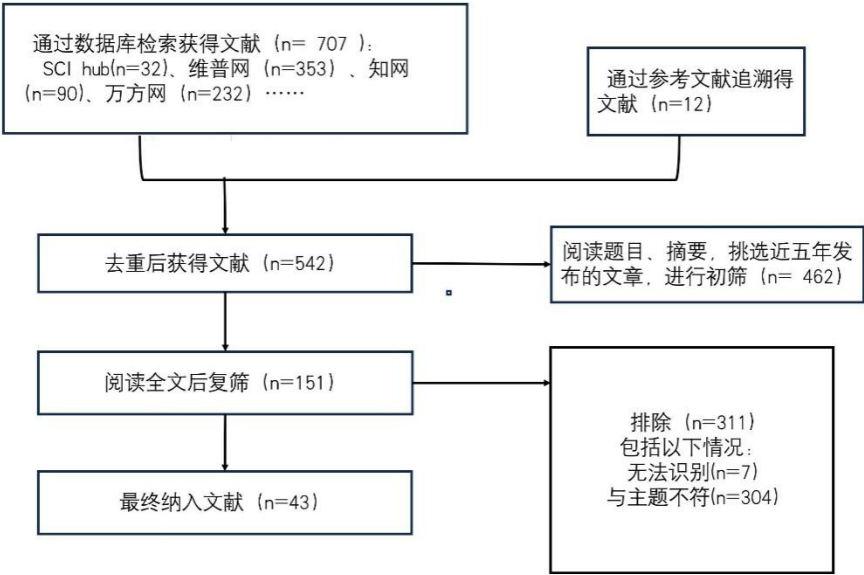 通过数据库检索获得文献（n= 707 ）：
SCI hub(n=32)、维普网（n=353）、知网
(n=90)、万方网（n=232）……
通过参考文献追溯得
文献（n=12）
去重后获得文献（n=542）
阅读题目、摘要，挑选近五年发
布的文章，进行初筛（n= 462）
阅读全文后复筛（n=151）
排除（n=311）
包括以下情况：
无法识别(n=7)
与主题不符(n=304)
最终纳入文献（n=43）